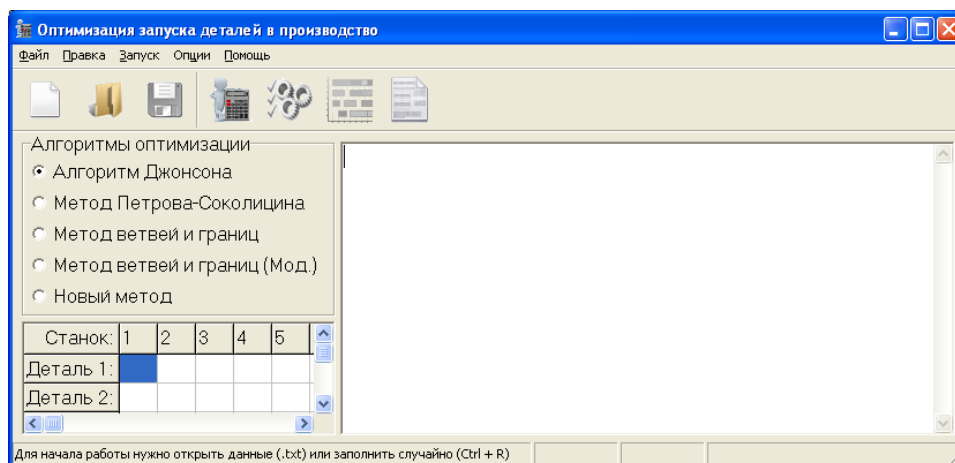 Оптимизация запуска деталей в производство
Файл Правка Запуск Опции Помощь
Алгоритмы оптимизации
Алгоритм Джонсона
Метод Петрова-Соколицина
Метод ветвей и границ
Метод ветвей и границ (Мод.)
Новый метод
Станок: 1 2 3 4 5
Деталь 1:
Деталь 2:
Для начала работы нужно открыть данные (.txt) или заполнить случайно (Ctrl + R)